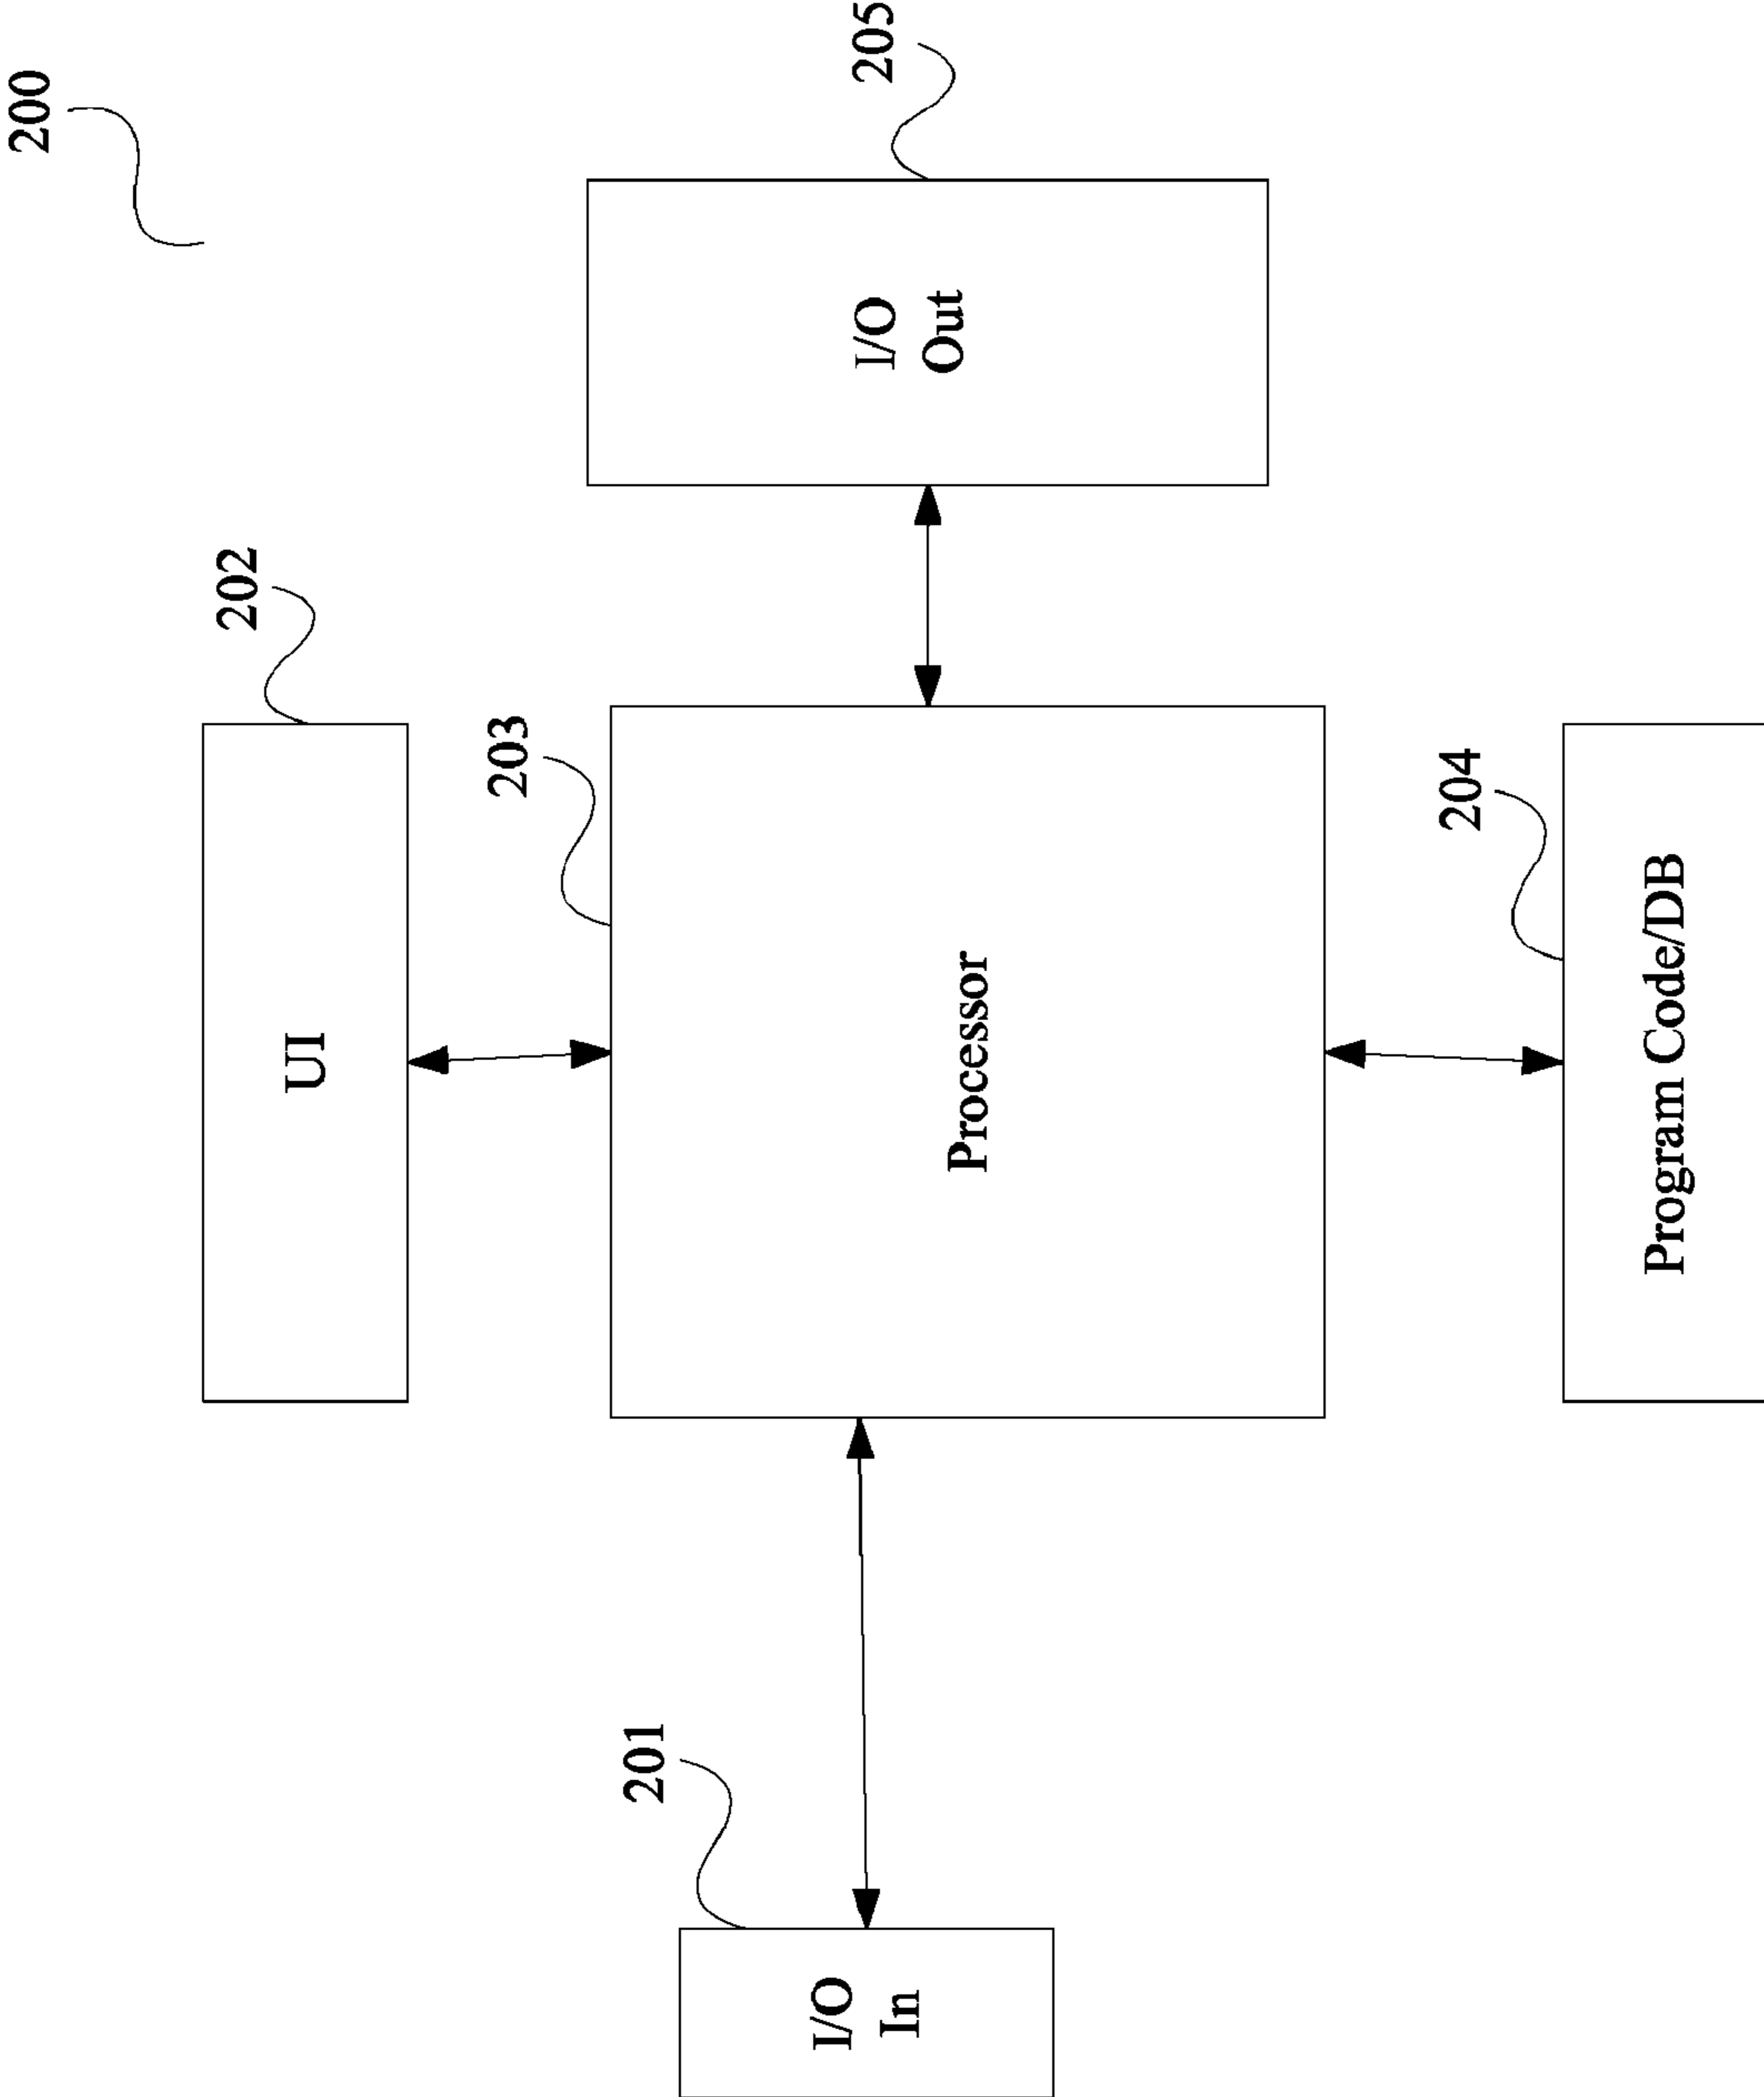 200
202
UI
203
205
201
I/O
In
Processor
I/O
Out
204
Program Code/DB